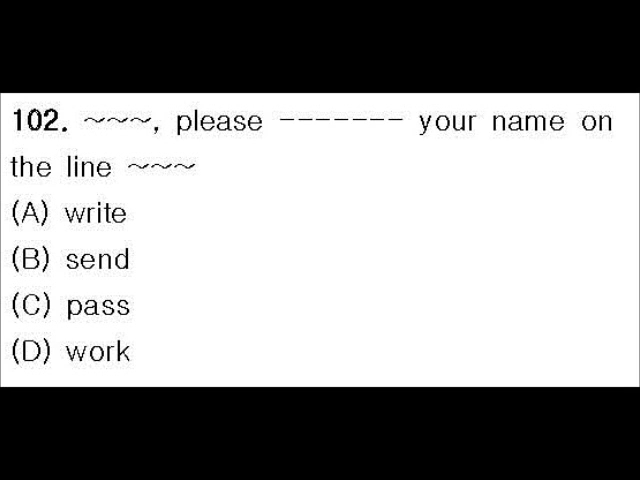 102. ~~~, please ------- your name on
the line ~~~
(A) write
(B) send
(C) pass
(D) work